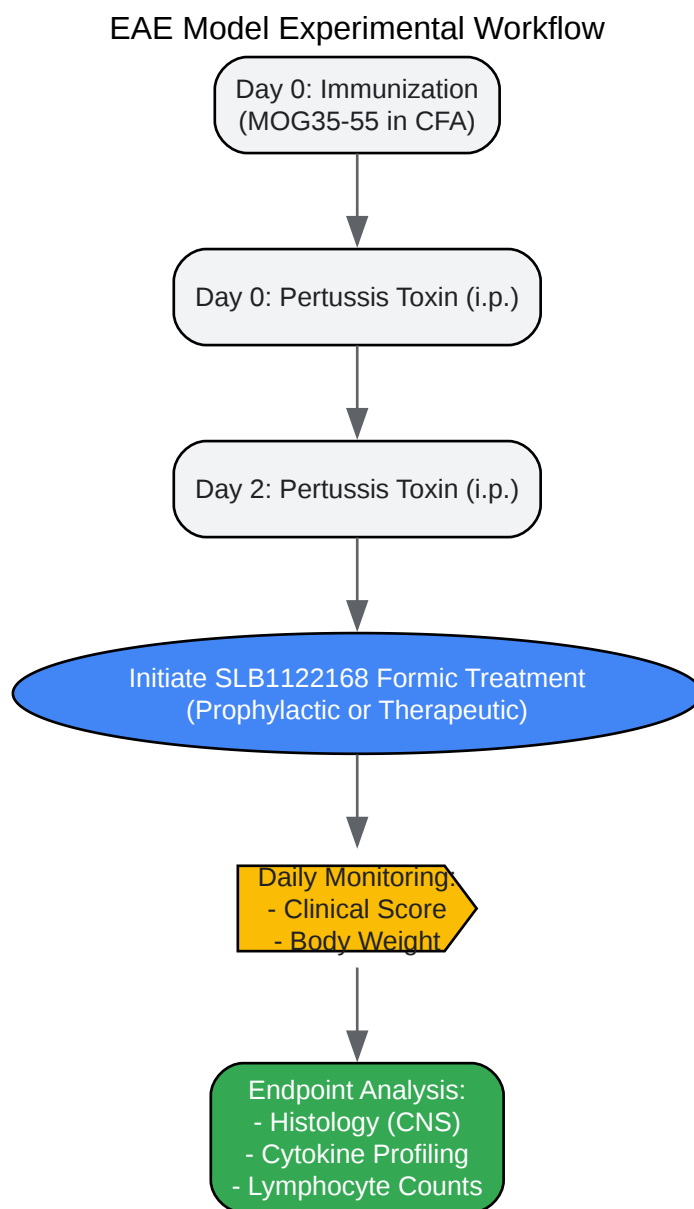 EAE Model Experimental Workflow
Day 0: Immunization
(MOG35-55 in CFA)
Day 0: Pertussis Toxin (i.p.)
Day 2: Pertussis Toxin (i.p.)
Initiate SLB1122168 Formic Treatment
(Prophylactic or Therapeutic)
Daily Monitoring:
- Clinical Score
- Body Weight
Endpoint Analysis:
- Histology (CNS)
- Cytokine Profiling
- Lymphocyte Counts